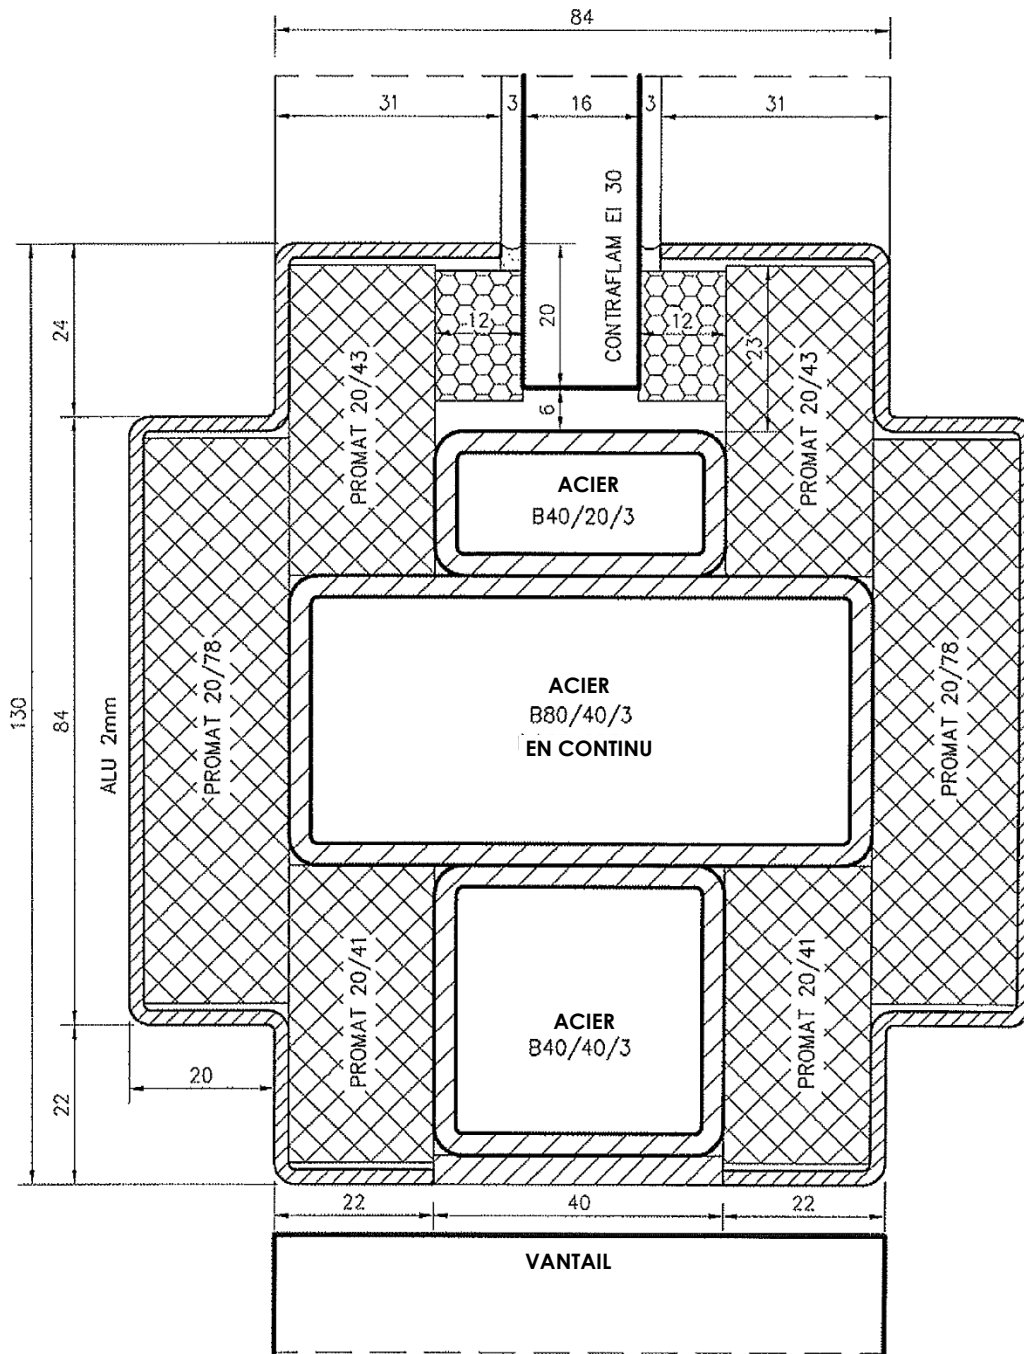 84
31
3
16
3
31
CONTRAFLAM EI 30
24
20
12
12
23
6
PROMAT 20/43
PROMAT 20/43
ACIER
B40/20/3
130
84
ALU 2mm
PROMAT 20/78
ACIER
B80/40/3
EN CONTINU
PROMAT 20/78
PROMAT 20/41
ACIER
B40/40/3
PROMAT 20/41
20
22
22
40
22
VANTAIL